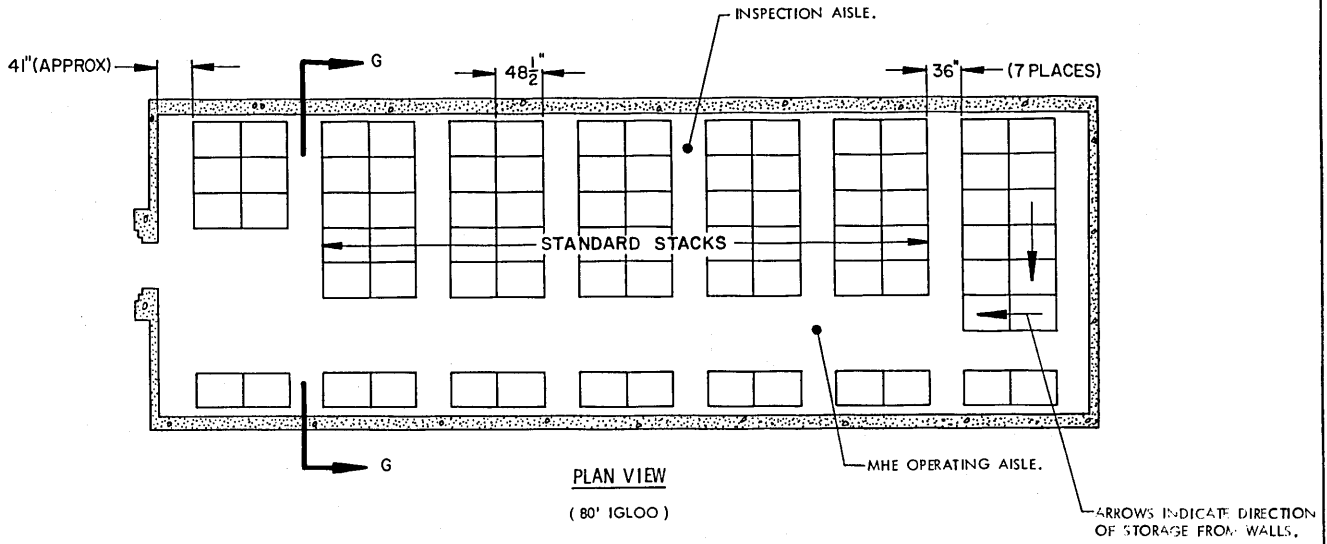 INSPECTION AISLE.
41"(APPROX)
G
48½"
36"
(7 PLACES)
STANDARD STACKS
G
MHE OPERATING AISLE.
PLAN VIEW
(80' IGLOO)
ARROWS INDICATE DIRECTION
OF STORAGE FROM WALLS.